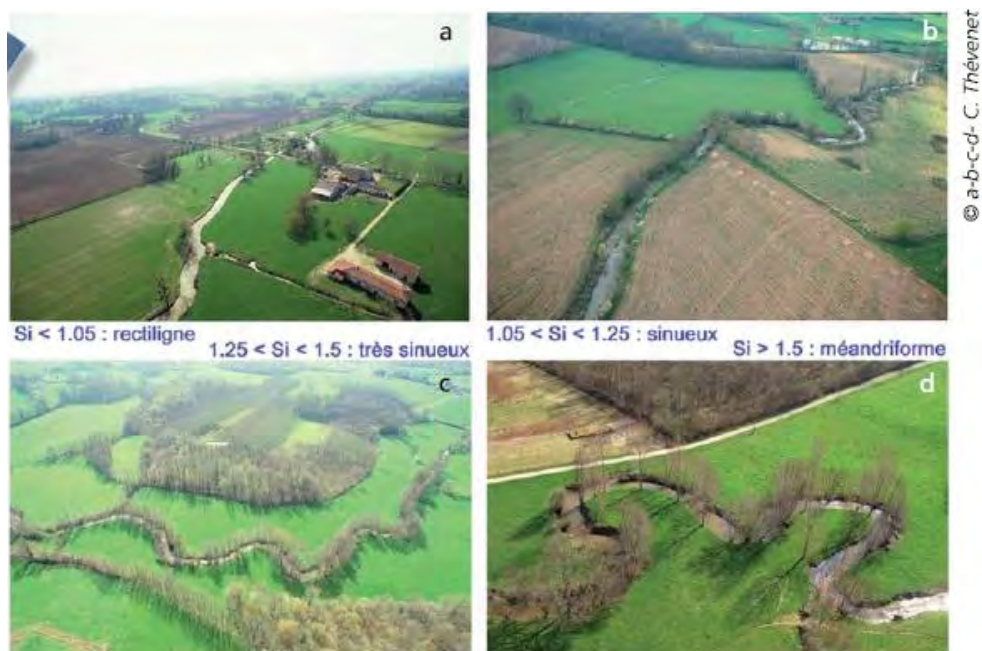 a
b
© a-b-c-d- C. Thévenet
Si < 1.05 : rectiligne
1.05 < Si < 1.25 : sinueux
1.25 < Si < 1.5 : très sinueux
Si > 1.5 : méandriforme
c
d